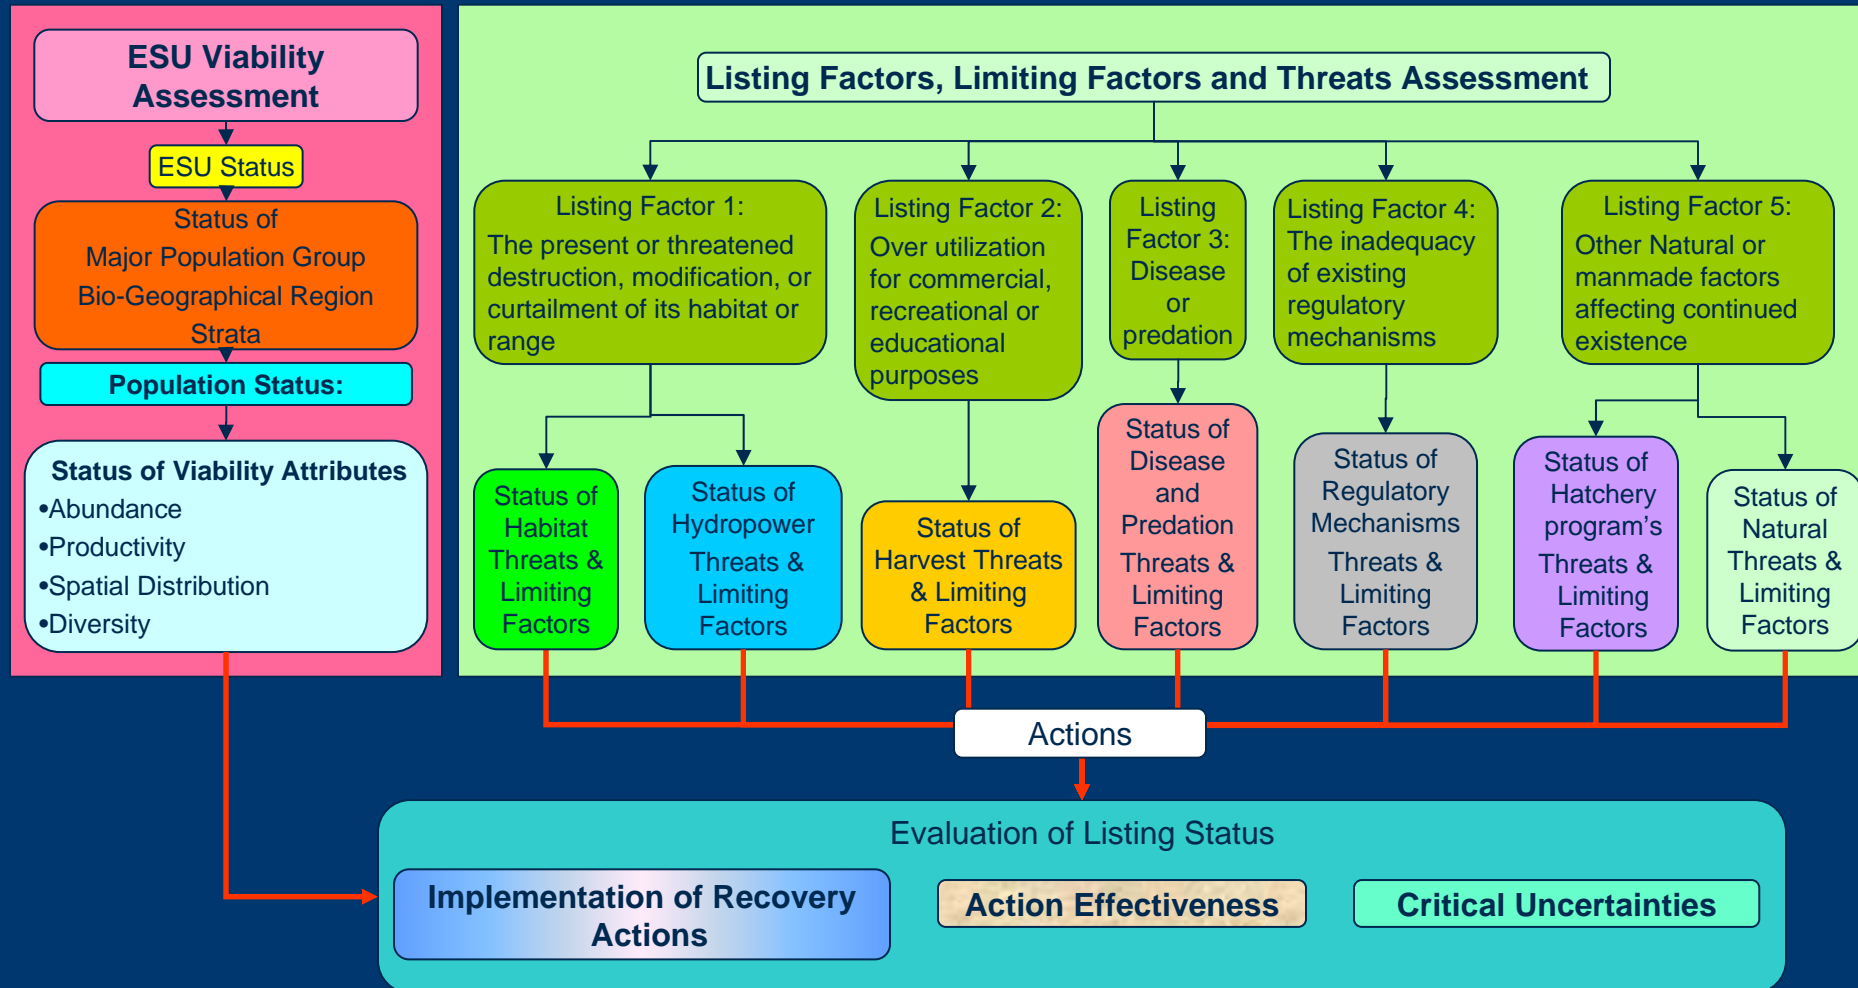 ESU Viability
Assessment
ESU Status
Status of
Major Population Group
Bio-Geographical Region
Strata
Population Status:
Status of Viability Attributes
•Abundance
•Productivity
•Spatial Distribution
•Diversity
Listing Factors, Limiting Factors and Threats Assessment
Listing Factor 1:
The present or threatened
destruction, modification, or
curtailment of its habitat or
range
Listing Factor 2:
Over utilization
for commercial,
recreational or
educational
purposes
Listing
Factor 3:
Disease
or
predation
Listing Factor 4:
The inadequacy
of existing
regulatory
mechanisms
Listing Factor 5:
Other Natural or
manmade factors
affecting continued
existence
Status of
Habitat
Threats &
Limiting
Factors
Status of
Hydropower
Threats &
Limiting
Factors
Status of
Harvest Threats
& Limiting
Factors
Status of
Disease
and
Predation
Threats &
Limiting
Factors
Status of
Regulatory
Mechanisms
Threats &
Limiting
Factors
Status of
Hatchery
program’s
Threats &
Limiting
Factors
Status of
Natural
Threats &
Limiting
Factors
Actions
Evaluation of Listing Status
Implementation of Recovery
Actions
Action Effectiveness
Critical Uncertainties